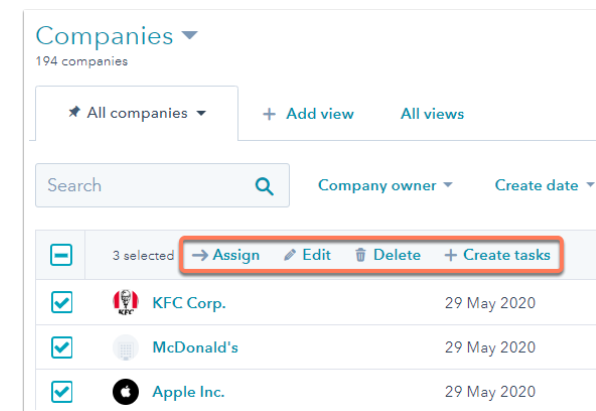 Companies
194 companies
All companies + Add view All views
Search Company owner Create date
3 selected → Assign Edit Delete + Create tasks
KFC KFC Corp. 29 May 2020
McDonald's 29 May 2020
Apple Inc. 29 May 2020